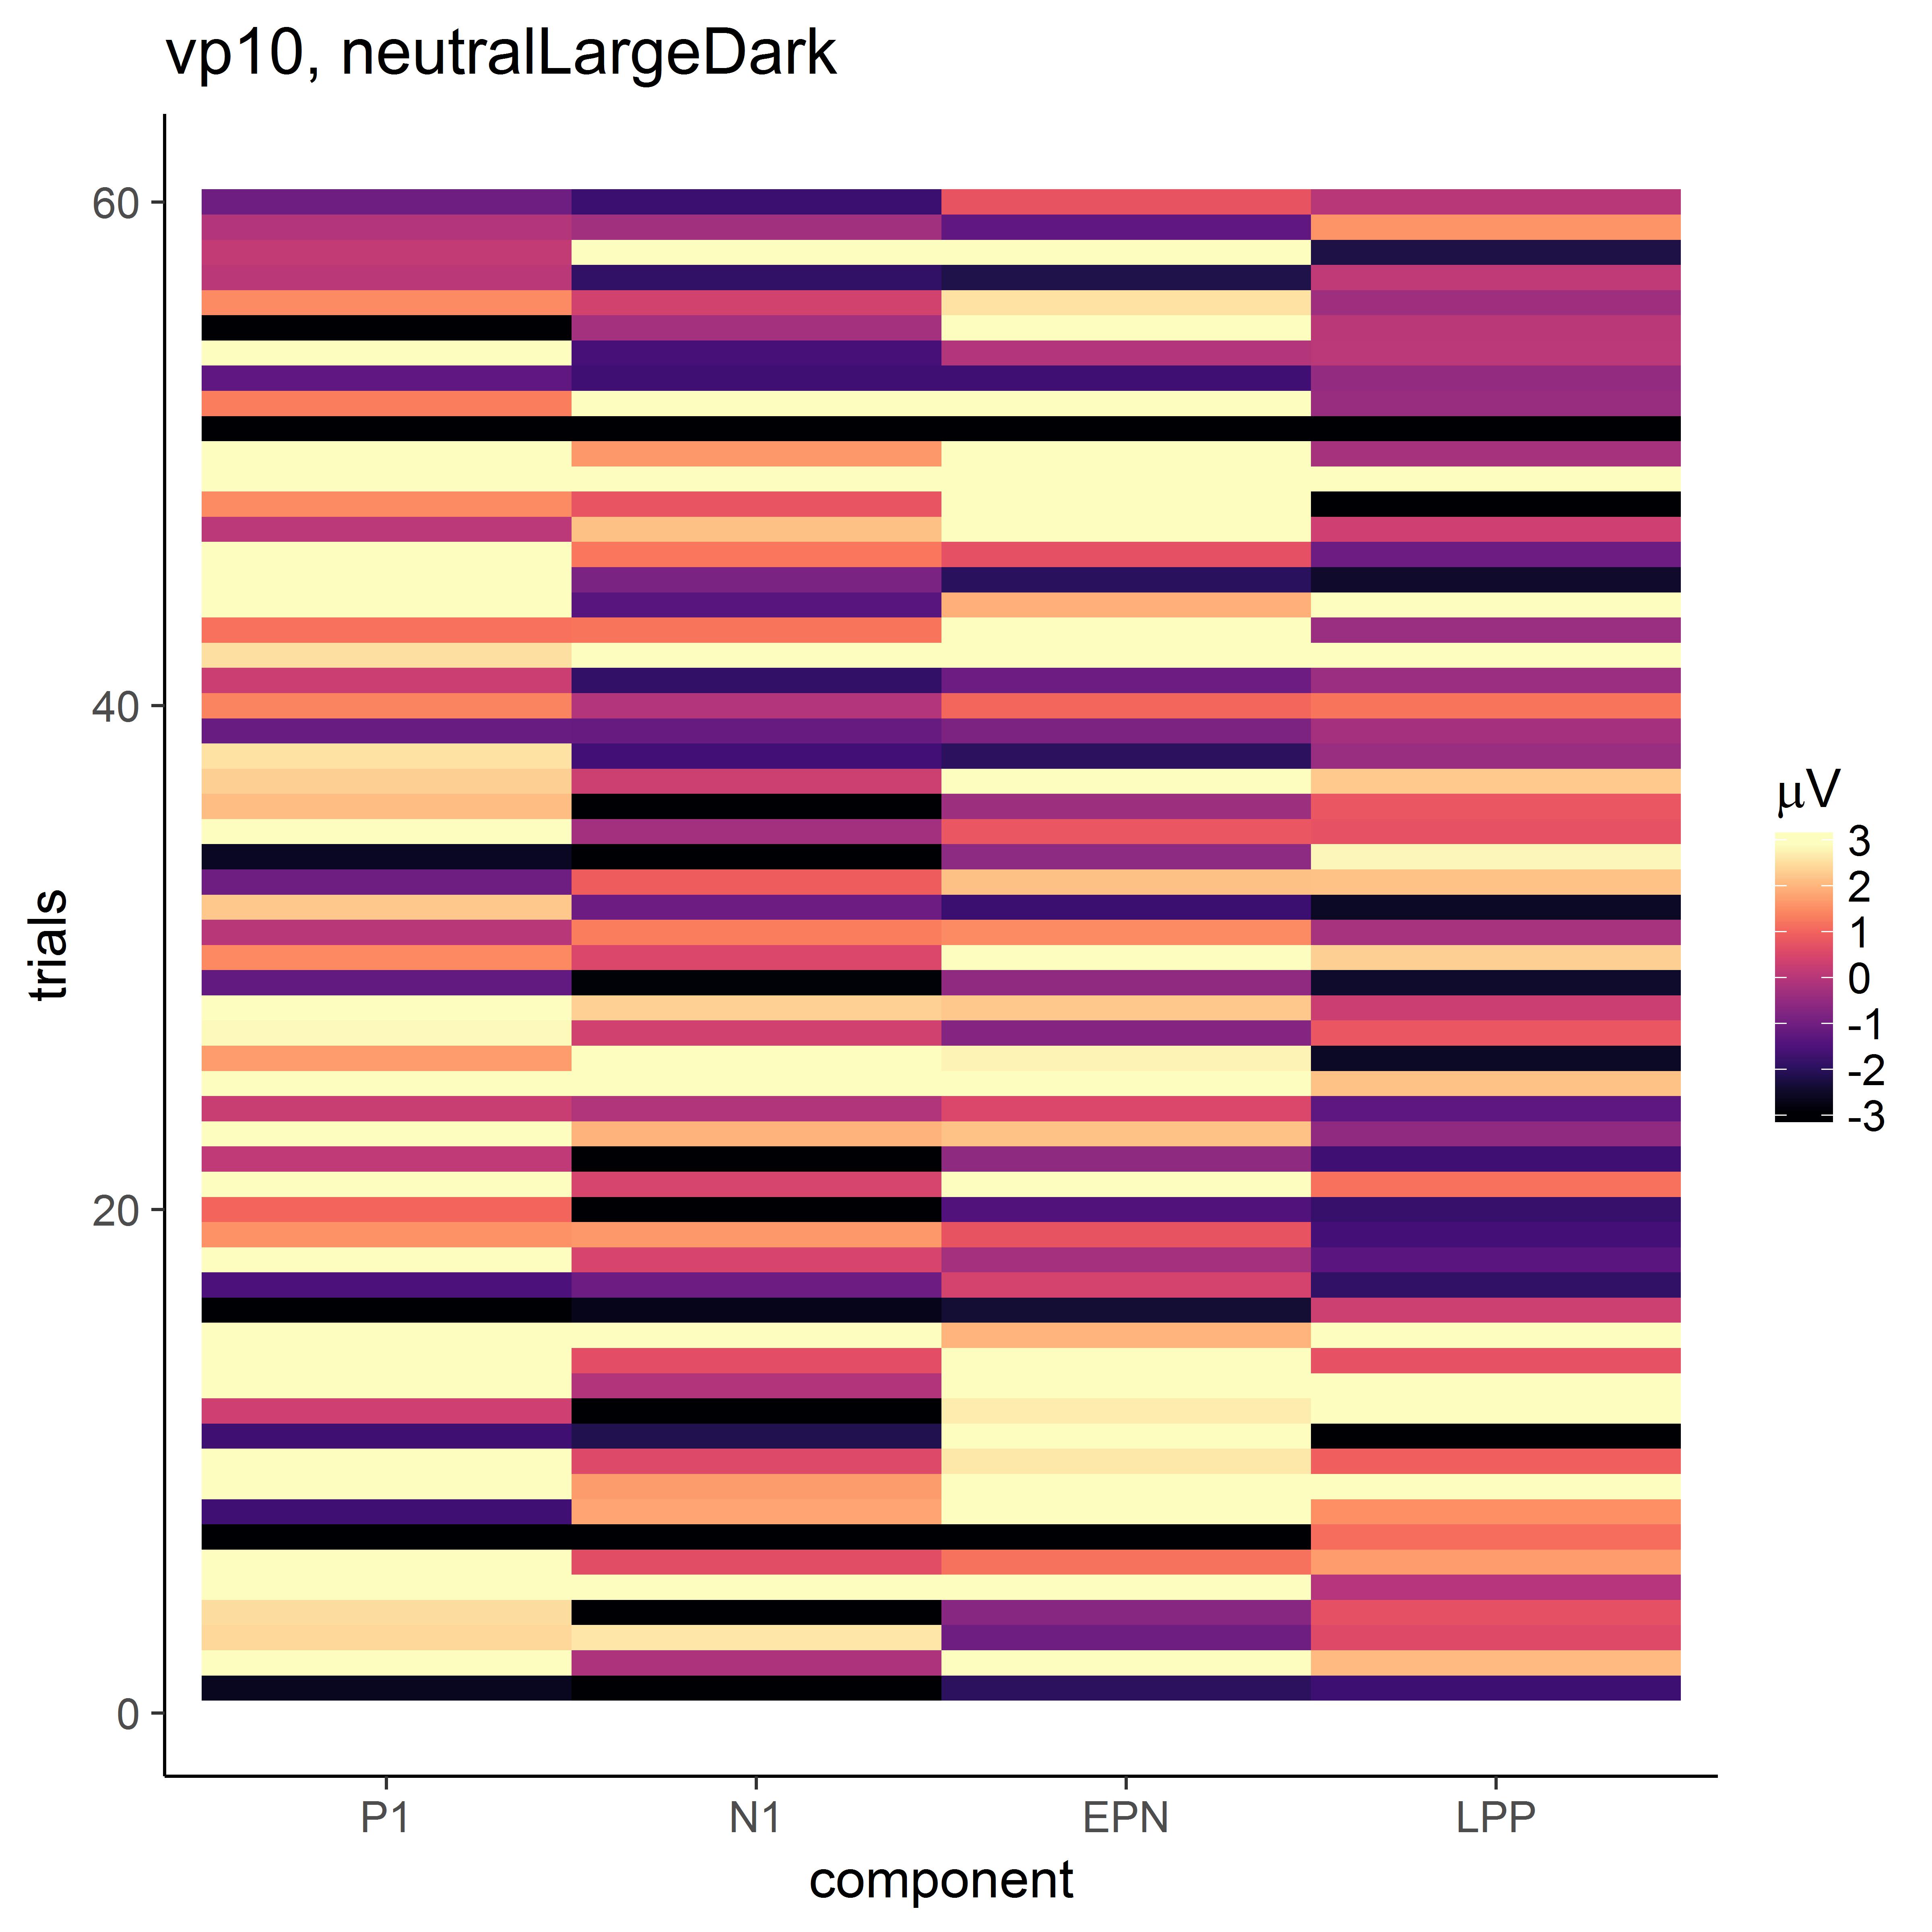 vp10, neutralLargeDark
60
40
20
0
trials
P1 N1 EPN LPP
component
μV
3
2
1
0
-1
-2
-3